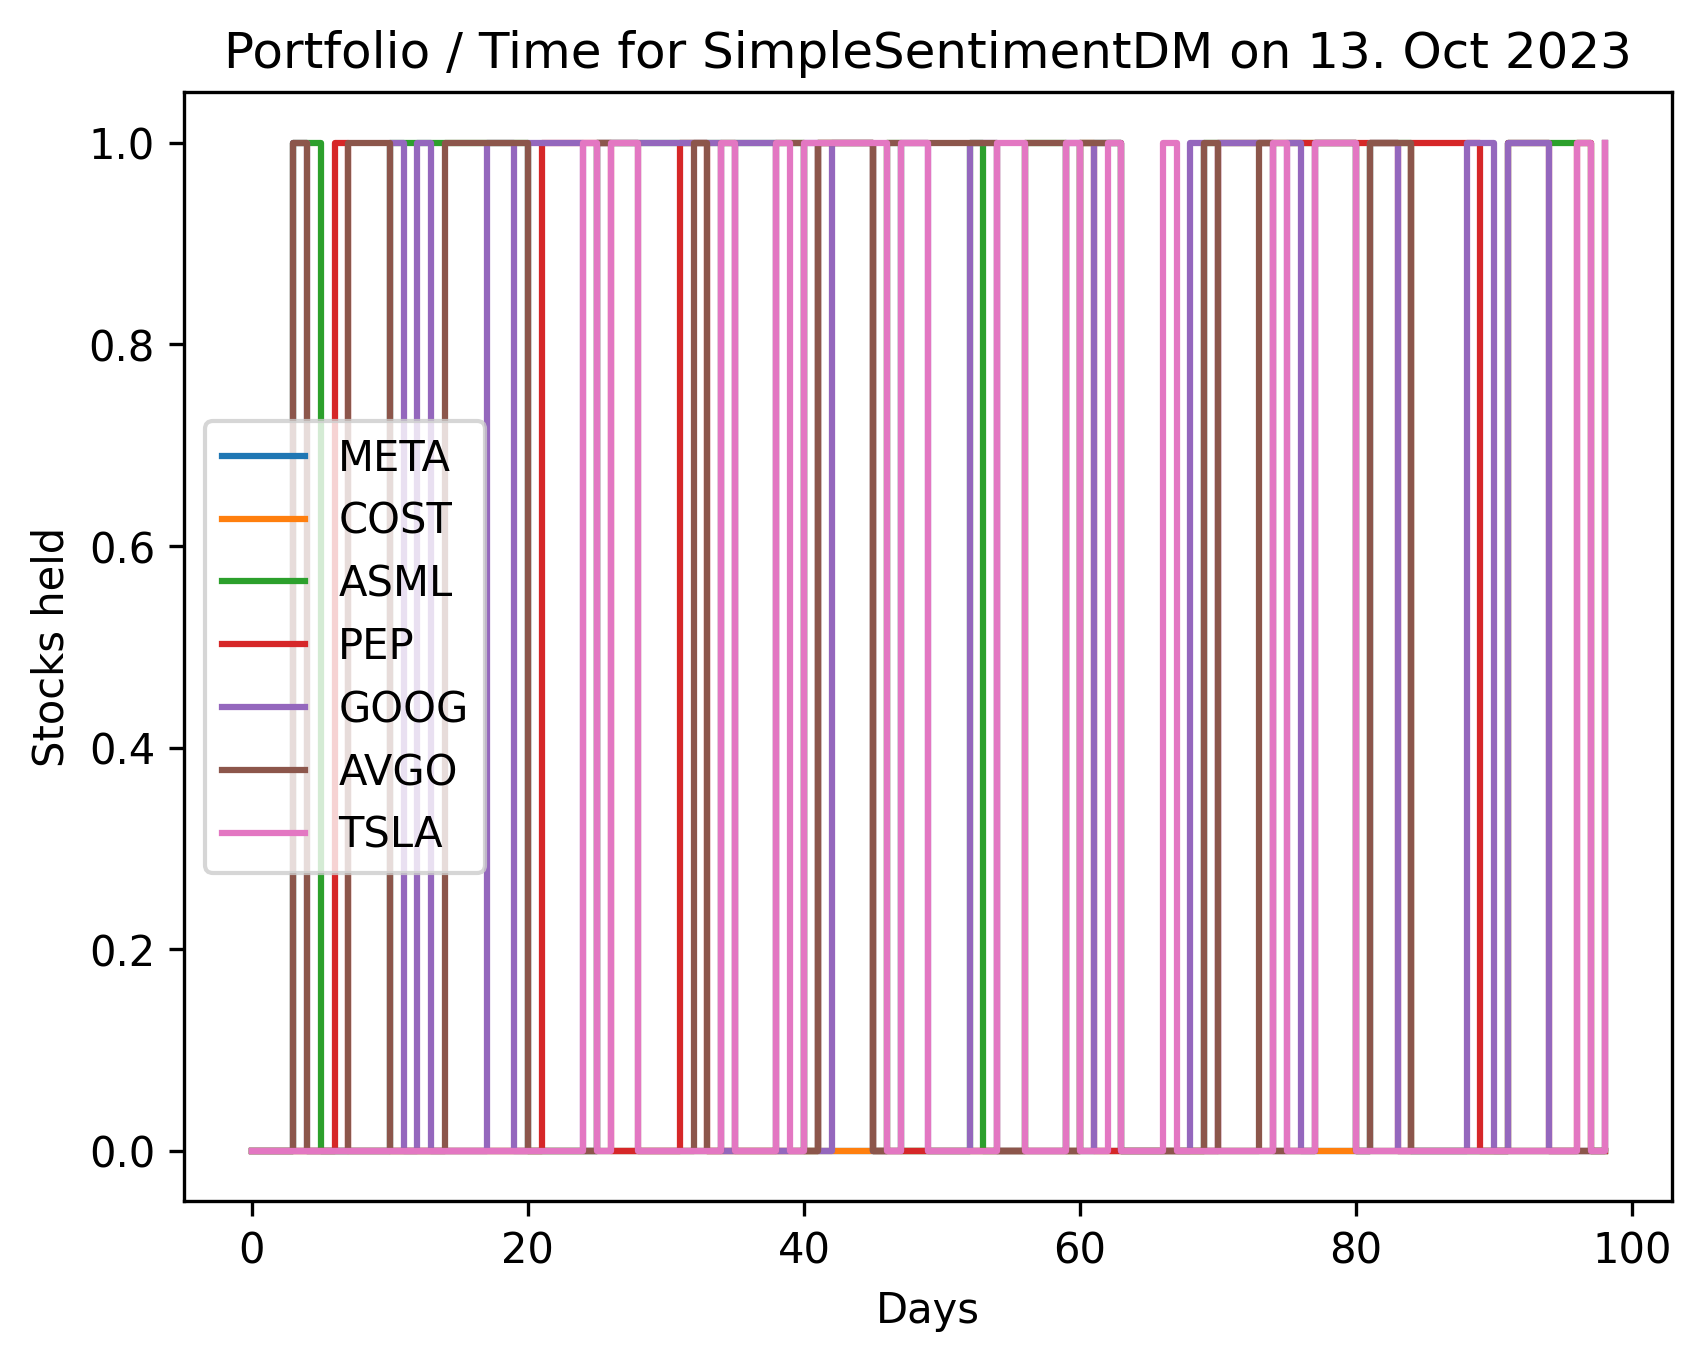 Portfolio / Time for SimpleSentimentDM on 13. Oct 2023
1.0
0.8
0.6
0.4
0.2
0.0
Stocks held
META
COST
ASML
PEP
GOOG
AVGO
TSLA
0 20 40 60 80 100
Days